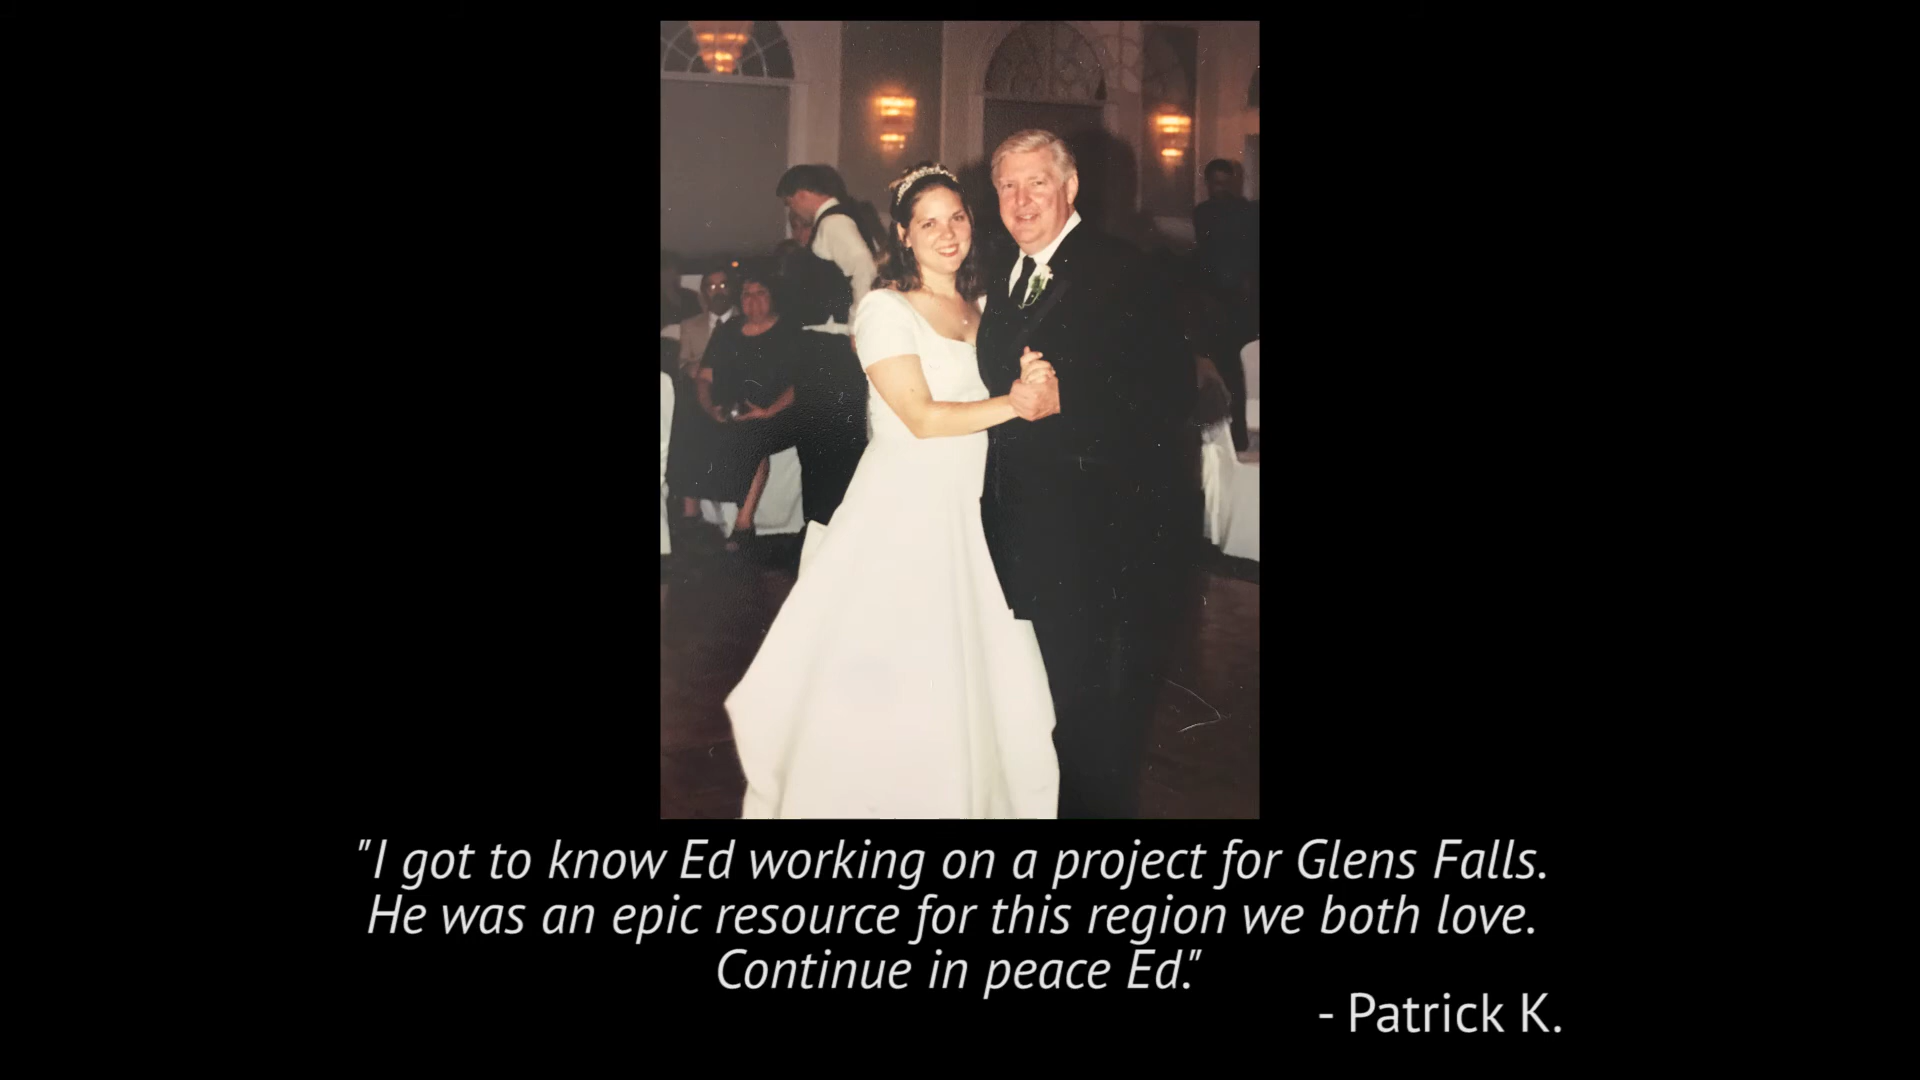 "I got to know Ed working on a project for Glens Falls.
He was an epic resource for this region we both love.
Continue in peace Ed."
- Patrick K.